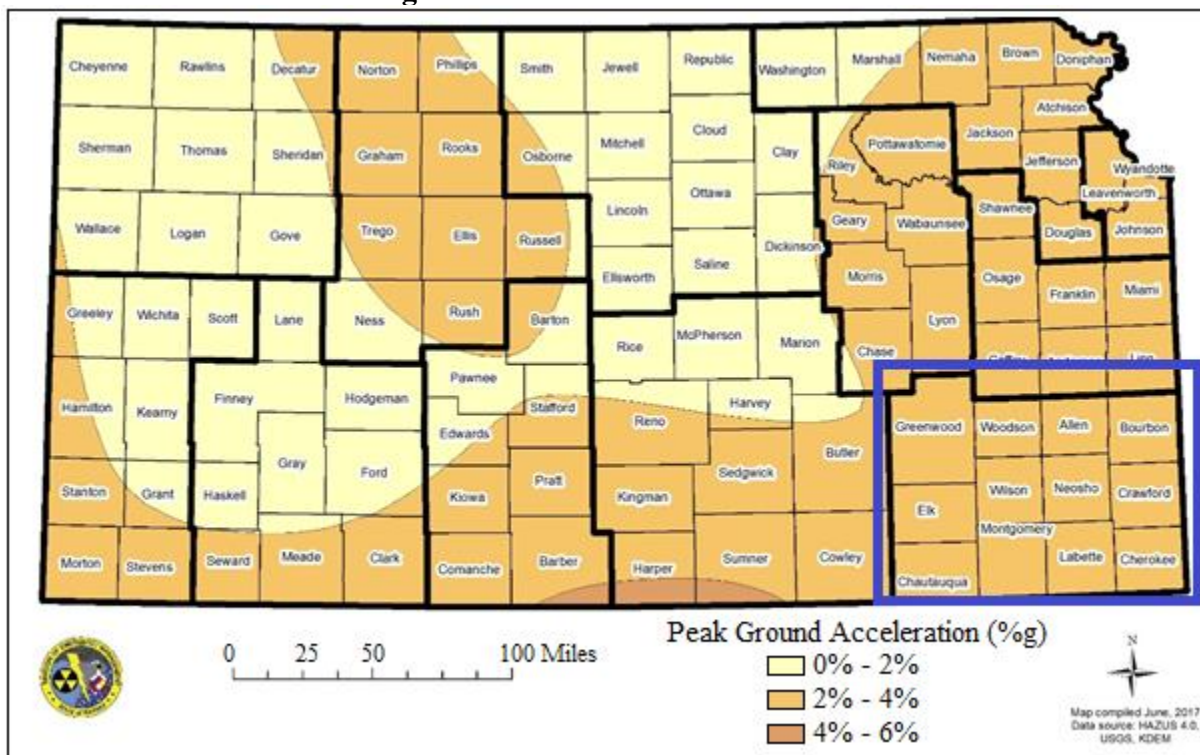 Cheyenne Rawlins Decatur Norton Phillips Smith Jewell Republic Washington Marshall Nemaha Brown Doniphan
Atchison
Sherman Thomas Sheridan Graham Rooks Osborne Mitchell Cloud Clay Riley Pottawatomie Jackson Jefferson
Wyandotte
Leavenworth
Wallace Logan Gove Trego Ellis Russell Lincoln Ottawa Dickinson Geary Wabaunsee Shawnee Douglas Johnson
Ellsworth Saline Morris Osage Franklin Miami
Greeley Wichita Scott Lane Ness Rush Barton Rice McPherson Marion Chase Lyon Linn
Hamilton Kearny Finney Hodgeman Pawnee Stafford Edwards Reno Harvey Butler Greenwood Woodson Allen Bourbon
Stanton Grant Haskell Gray Ford Kiowa Pratt Kingman Sedgwick Elk Wilson Neosho Crawford
Montgomery
Morton Stevens Seward Meade Clark Comanche Barber Harper Sumner Cowley Chautauqua Labette Cherokee
0 25 50 100 Miles
Peak Ground Acceleration (%g)
0% - 2%
2% - 4%
4% - 6%
N
Map compiled June, 2017
Data source: HAZUS 4.0,
USGS, KDEM